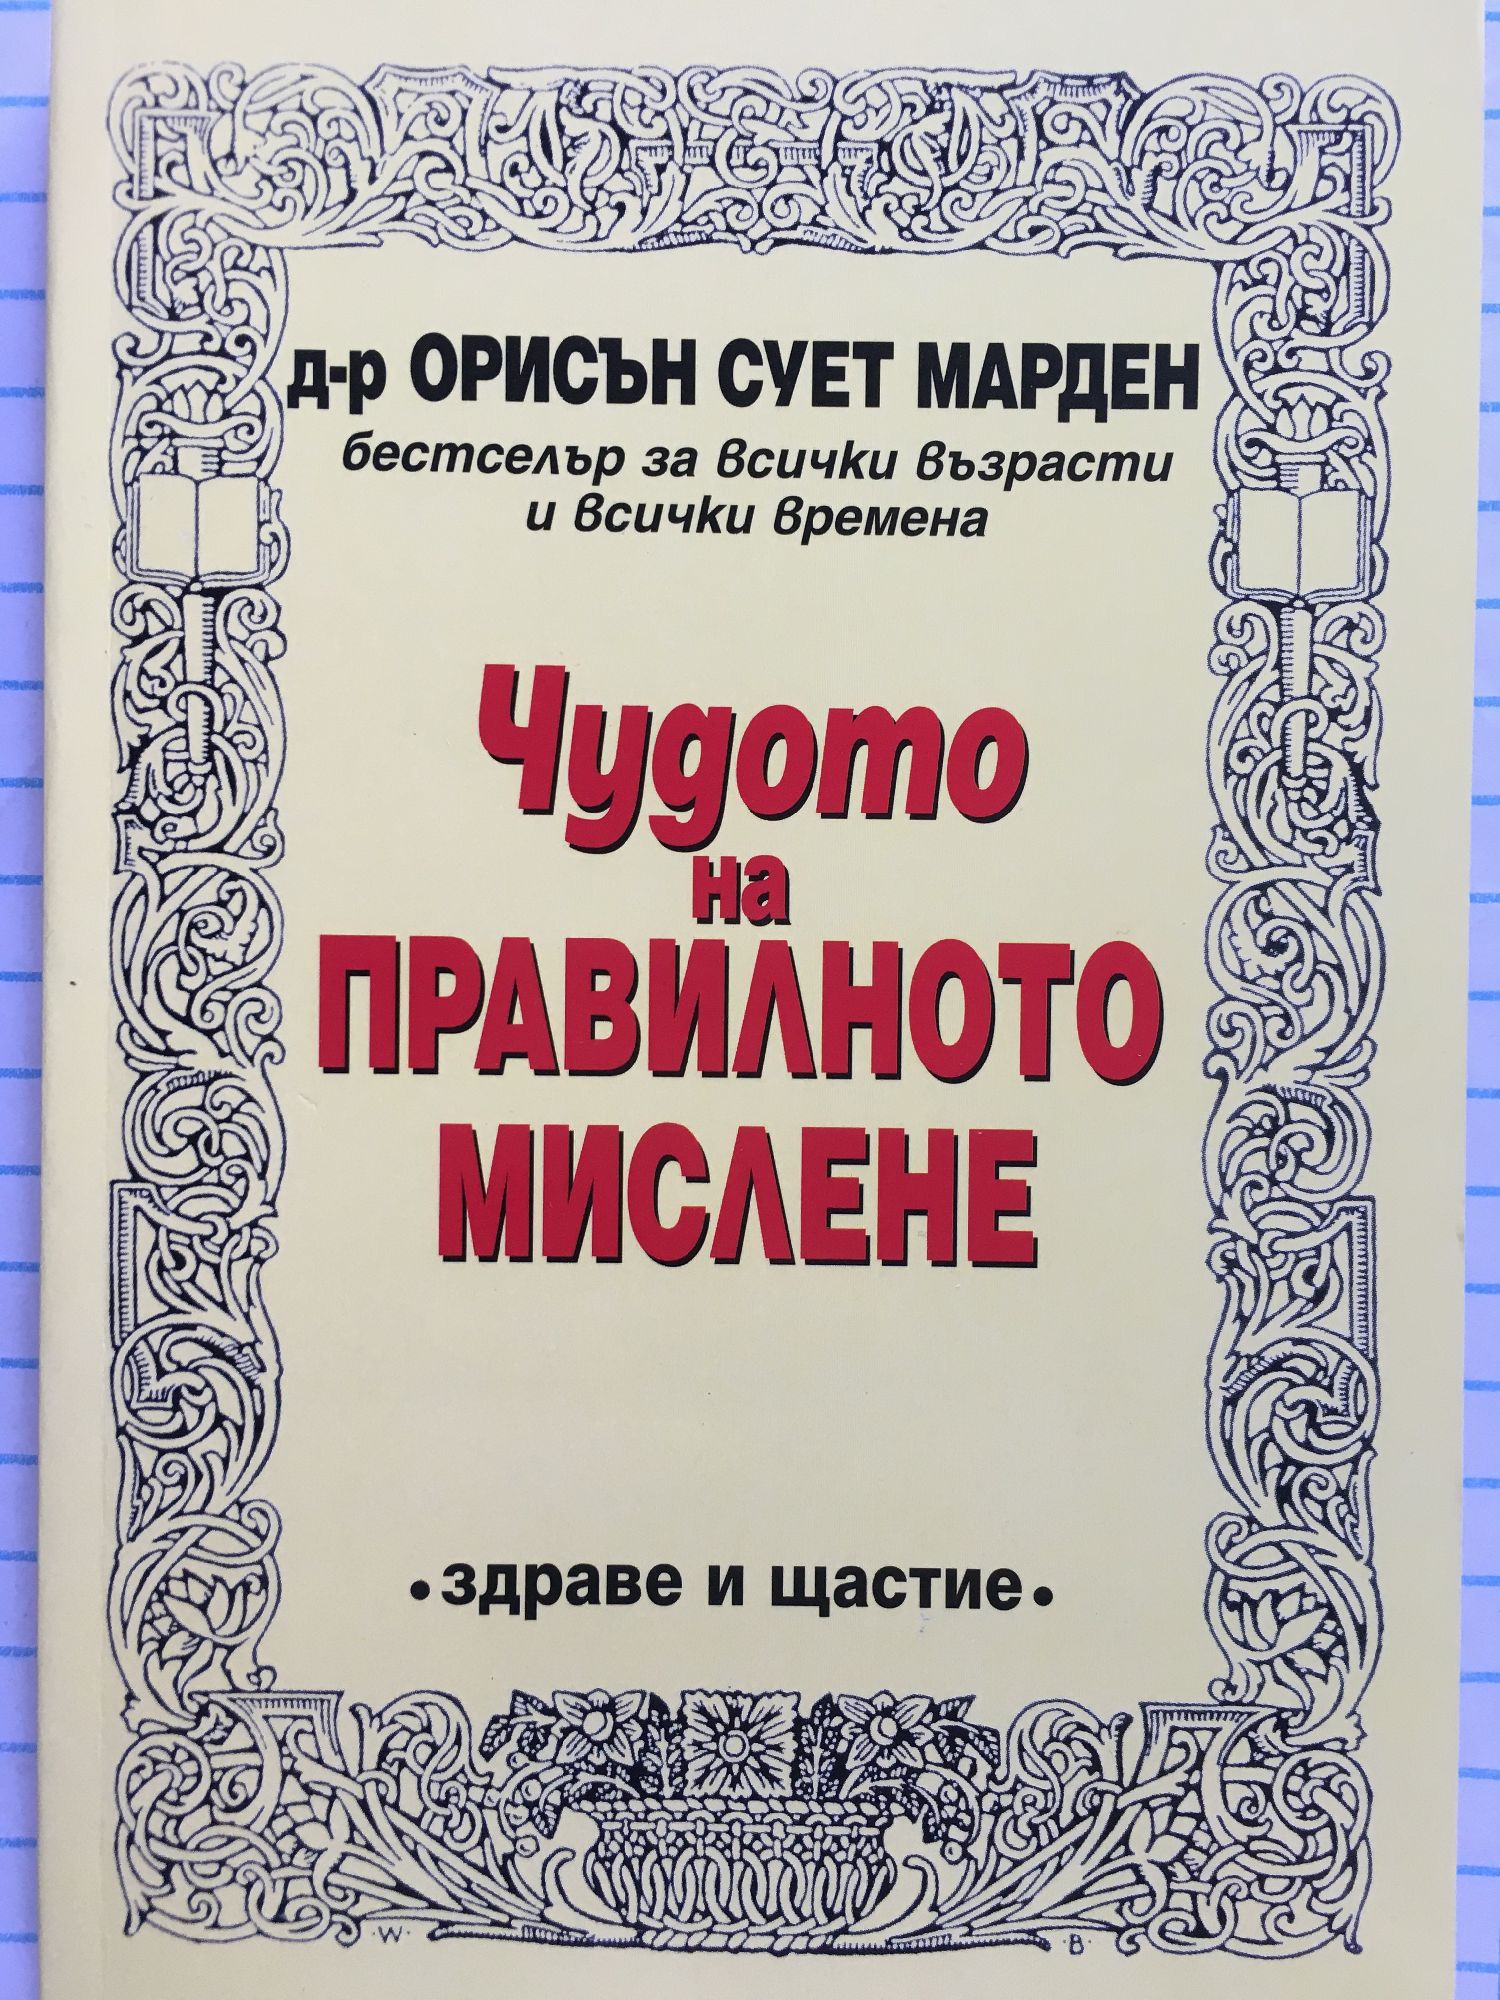 д-р ОРИСЪН СУЕТ МАРДЕН
бестселър за всички възрасти
и всички времена
Чудото
на
ПРАВИЛНОТО
МИСЛЕНЕ
• здраве и щастие •
·W· ·B·